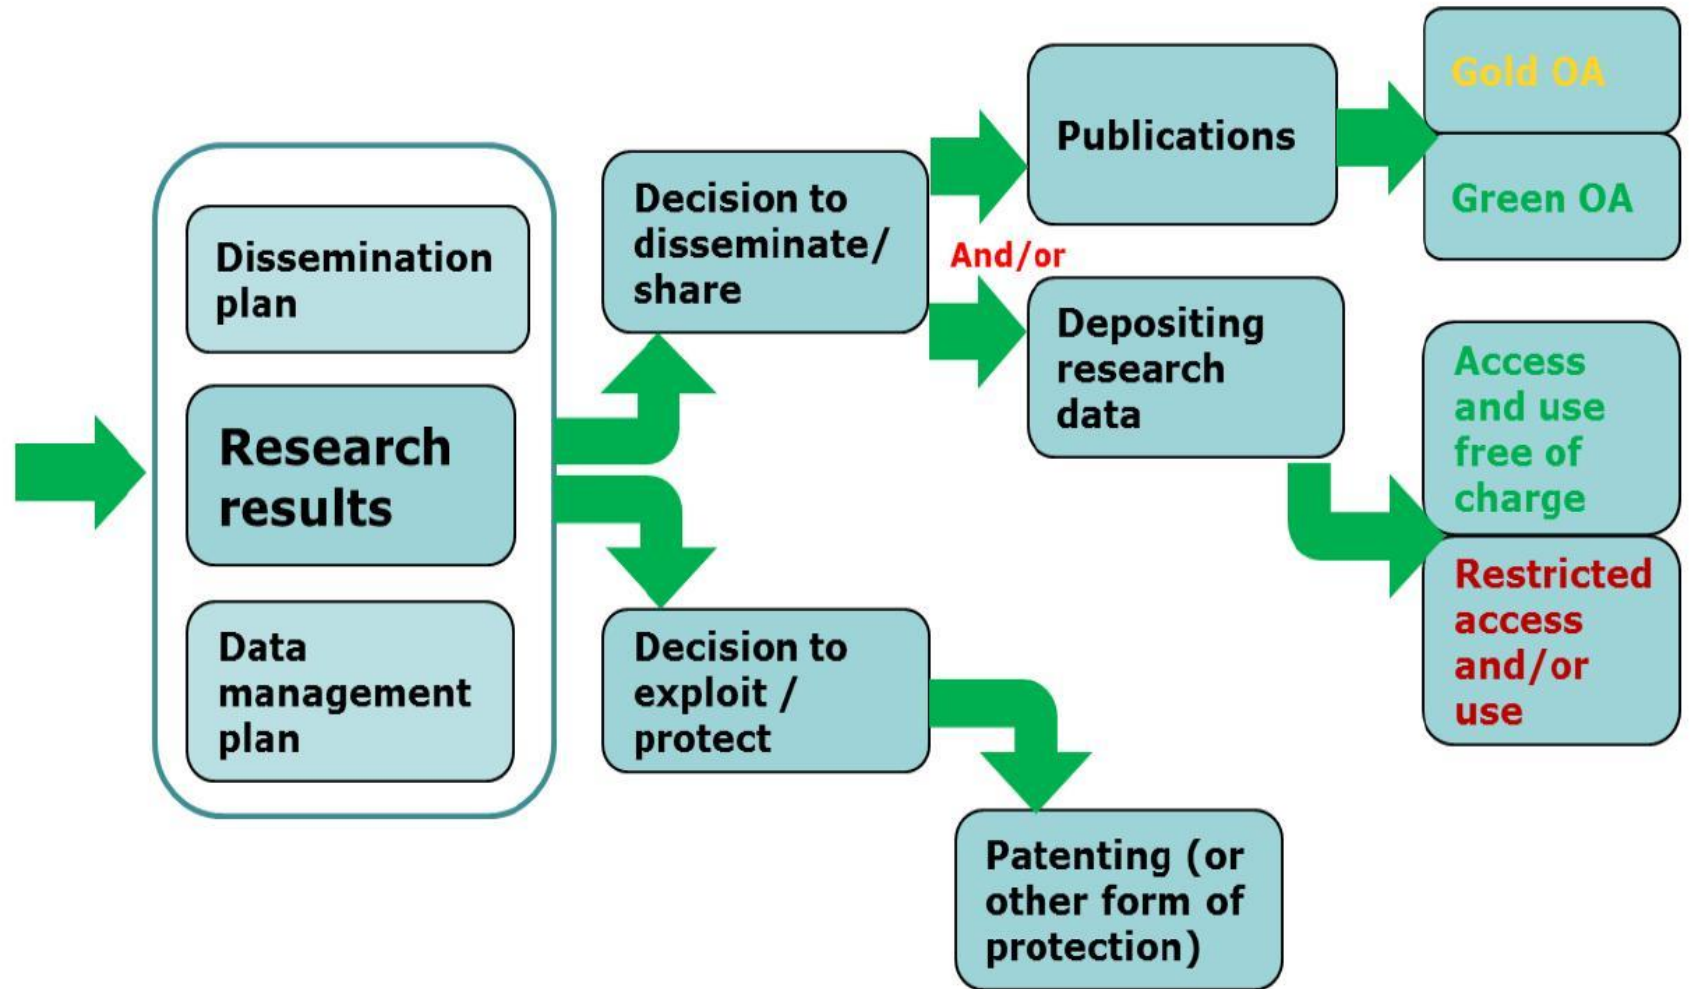 Dissemination
plan
Research
results
Data
management
plan
Decision to
disseminate/
share
And/or
Decision to
exploit /
protect
Publications
Depositing
research
data
Patenting (or
other form of
protection)
Gold OA
Green OA
Access
and use
free of
charge
Restricted
access
and/or
use